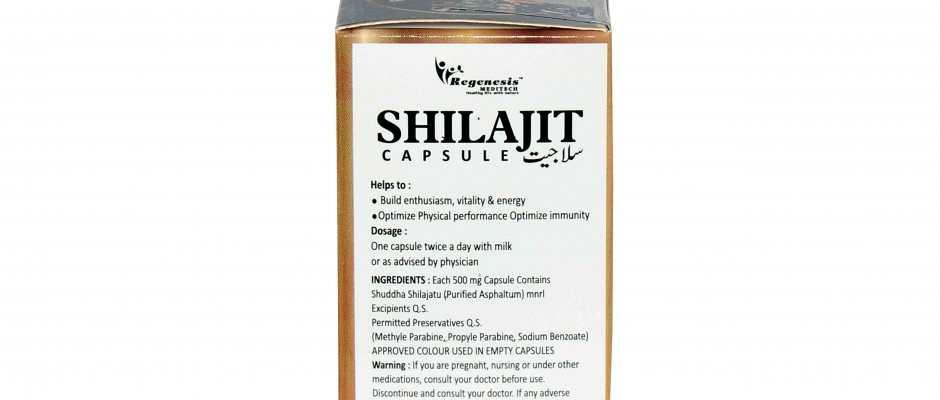 Regenesis™
MEDITECH
Healthy life with nature
SHILAJIT
CAPSULE سلاجیت
Helps to :
● Build enthusiasm, vitality & energy
●Optimize Physical performance Optimize immunity
Dosage :
One capsule twice a day with milk
or as advised by physician
INGREDIENTS : Each 500 mg Capsule Contains
Shuddha Shilajatu (Purified Asphaltum) mnrl
Excipients Q.S.
Permitted Preservatives Q.S.
(Methyle Parabine, Propyle Parabine, Sodium Benzoate)
APPROVED COLOUR USED IN EMPTY CAPSULES
Warning : If you are pregnaht, nursing or under other
medications, consult your doctor before use.
Discontinue and consult your doctor. If any adverse